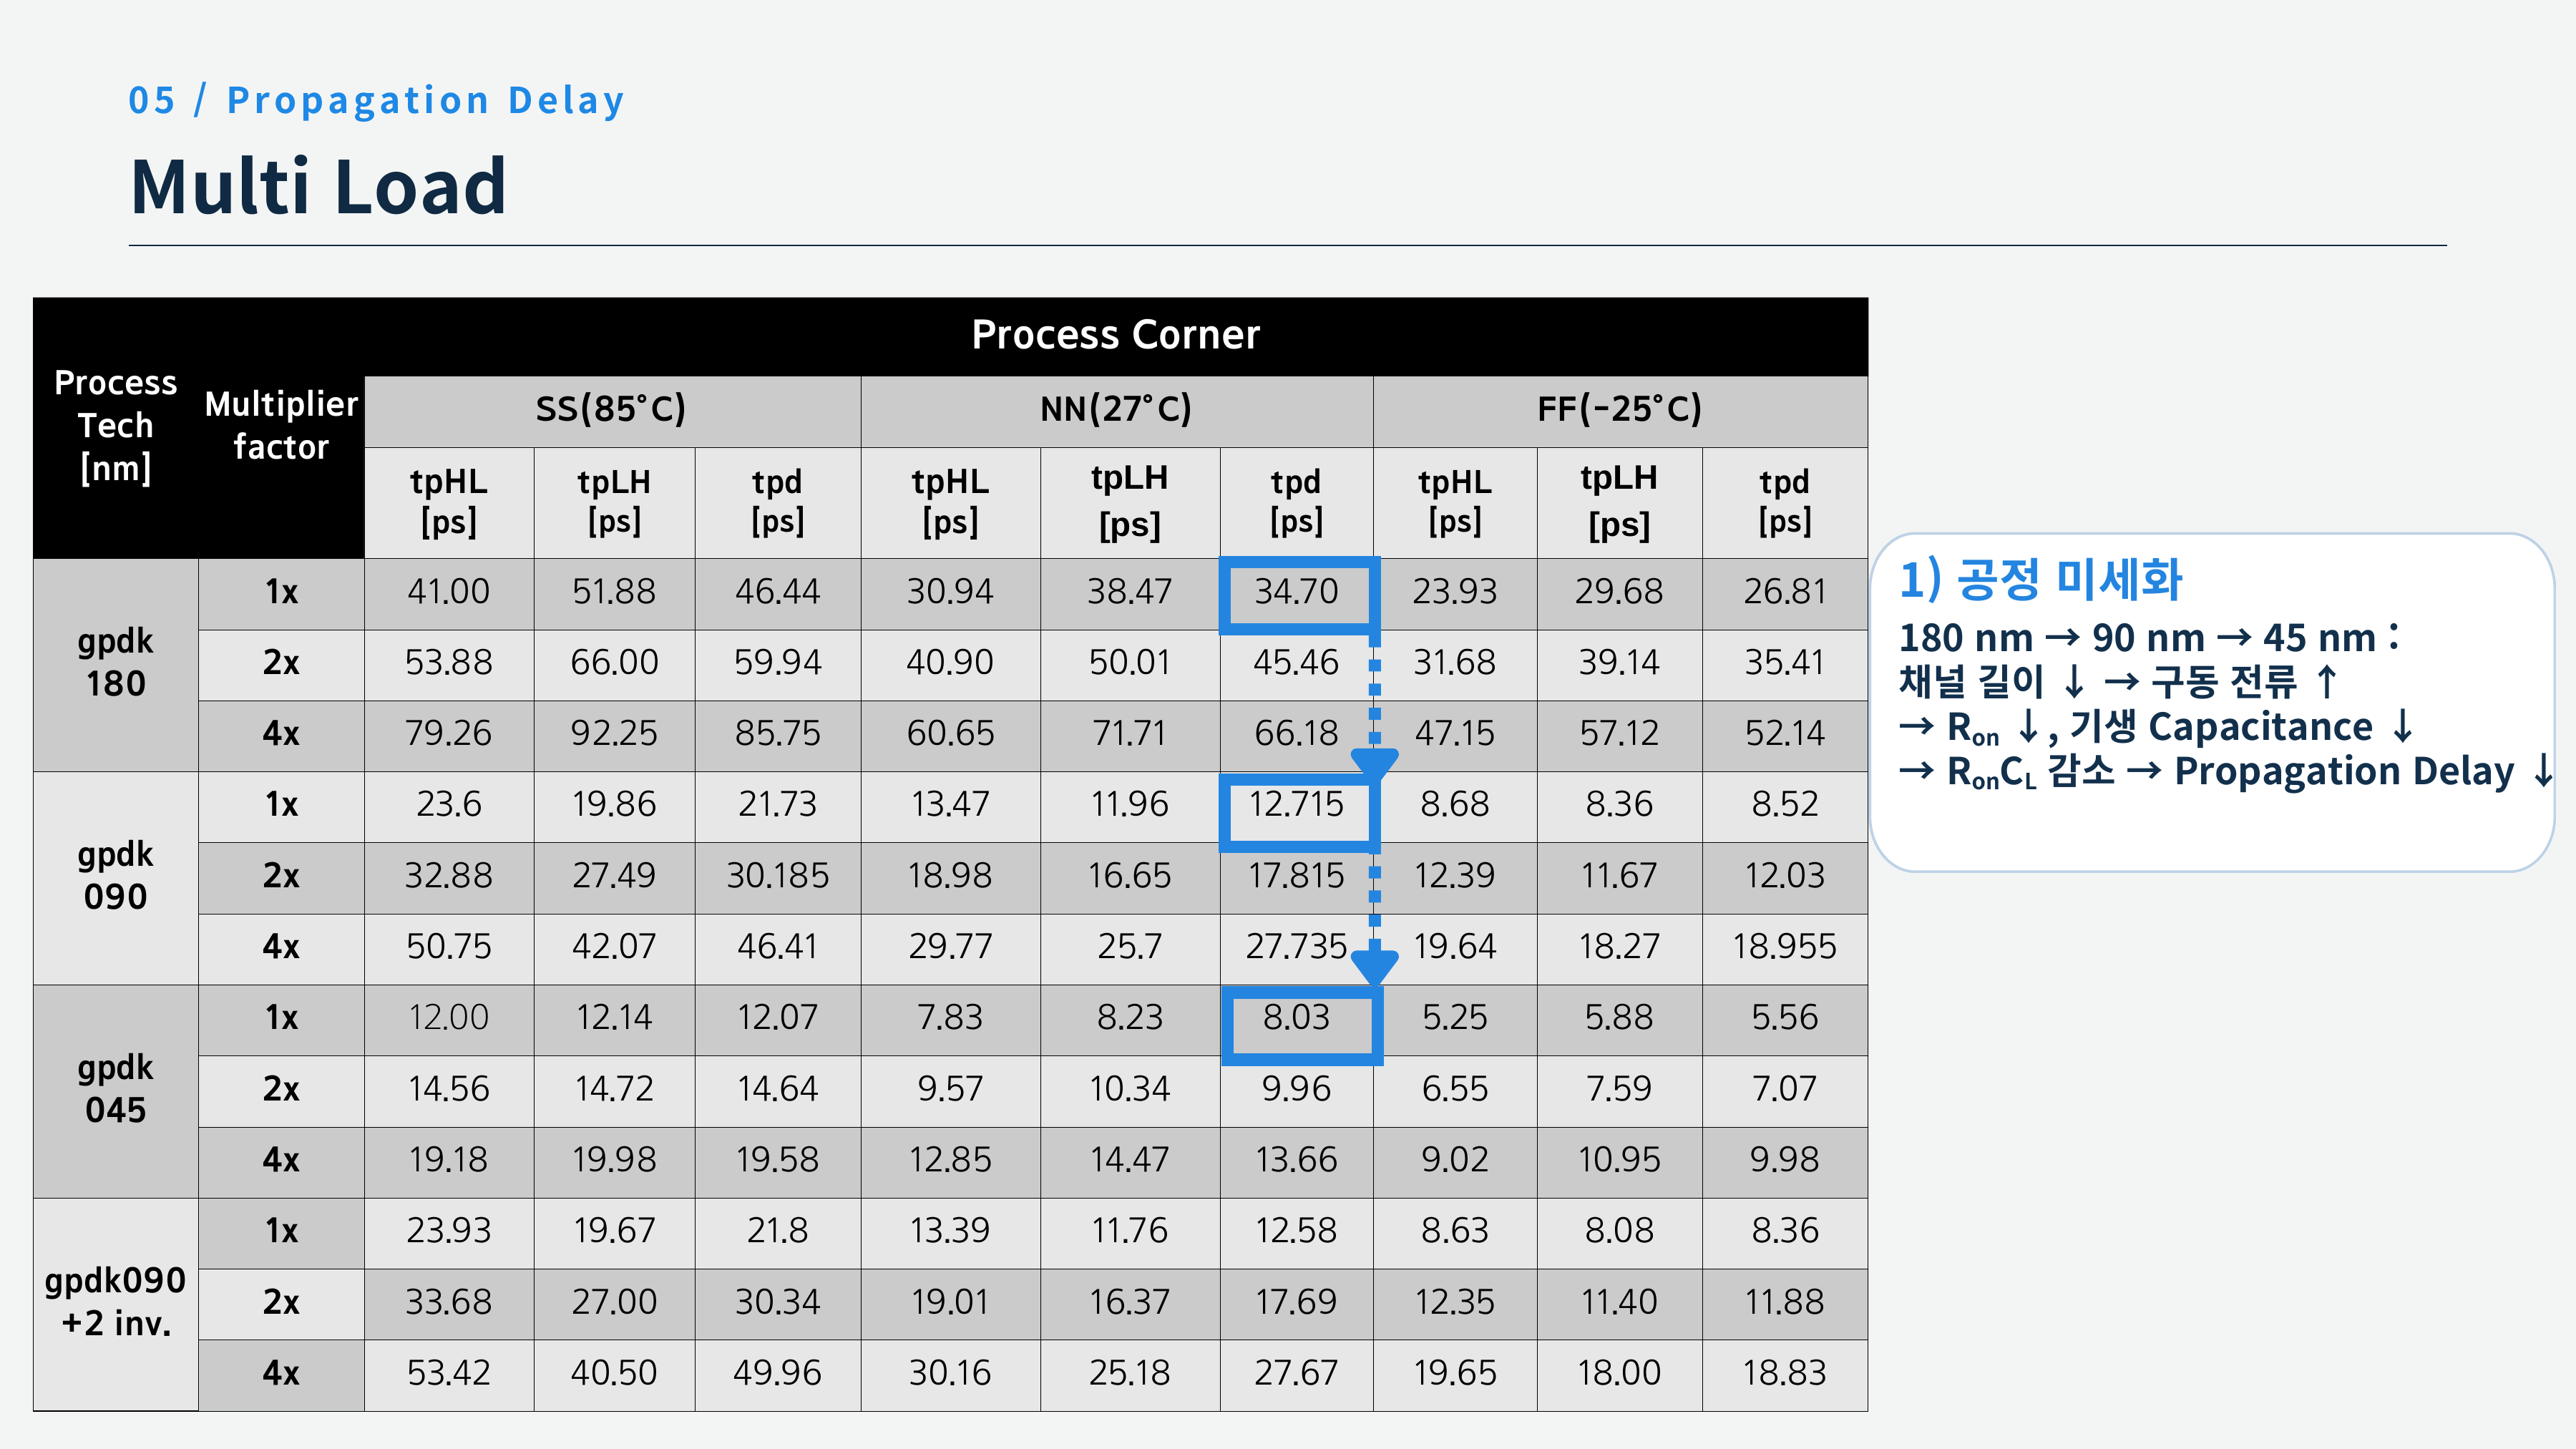 05 / Propagation Delay
Multi Load
Process Tech [nm] Multiplier factor Process Corner
SS(85°C) NN(27°C) FF(-25°C)
tpHL [ps] tpLH [ps] tpd [ps] tpHL [ps] tpLH [ps] tpd [ps] tpHL [ps] tpLH [ps] tpd [ps]
gpdk 180 1x 41.00 51.88 46.44 30.94 38.47 34.70 23.93 29.68 26.81
2x 53.88 66.00 59.94 40.90 50.01 45.46 31.68 39.14 35.41
4x 79.26 92.25 85.75 60.65 71.71 66.18 47.15 57.12 52.14
gpdk 090 1x 23.6 19.86 21.73 13.47 11.96 12.715 8.68 8.36 8.52
2x 32.88 27.49 30.185 18.98 16.65 17.815 12.39 11.67 12.03
4x 50.75 42.07 46.41 29.77 25.7 27.735 19.64 18.27 18.955
gpdk 045 1x 12.00 12.14 12.07 7.83 8.23 8.03 5.25 5.88 5.56
2x 14.56 14.72 14.64 9.57 10.34 9.96 6.55 7.59 7.07
4x 19.18 19.98 19.58 12.85 14.47 13.66 9.02 10.95 9.98
gpdk090 +2 inv. 1x 23.93 19.67 21.8 13.39 11.76 12.58 8.63 8.08 8.36
2x 33.68 27.00 30.34 19.01 16.37 17.69 12.35 11.40 11.88
4x 53.42 40.50 49.96 30.16 25.18 27.67 19.65 18.00 18.83
1) 공정 미세화
180 nm → 90 nm → 45 nm :
채널 길이 ↓ → 구동 전류 ↑
→ Ron ↓, 기생 Capacitance ↓
→ RonCL 감소 → Propagation Delay ↓